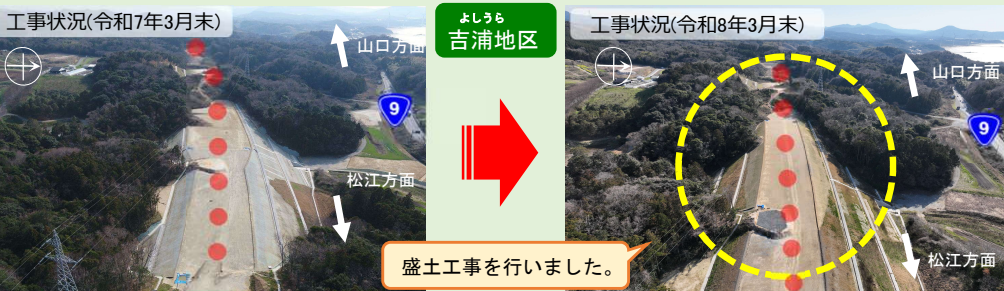 工事状況(令和7年3月末)
山口方面
9
松江方面
よしうら
吉浦地区
工事状況(令和8年3月末)
山口方面
9
松江方面
盛土工事を行いました。